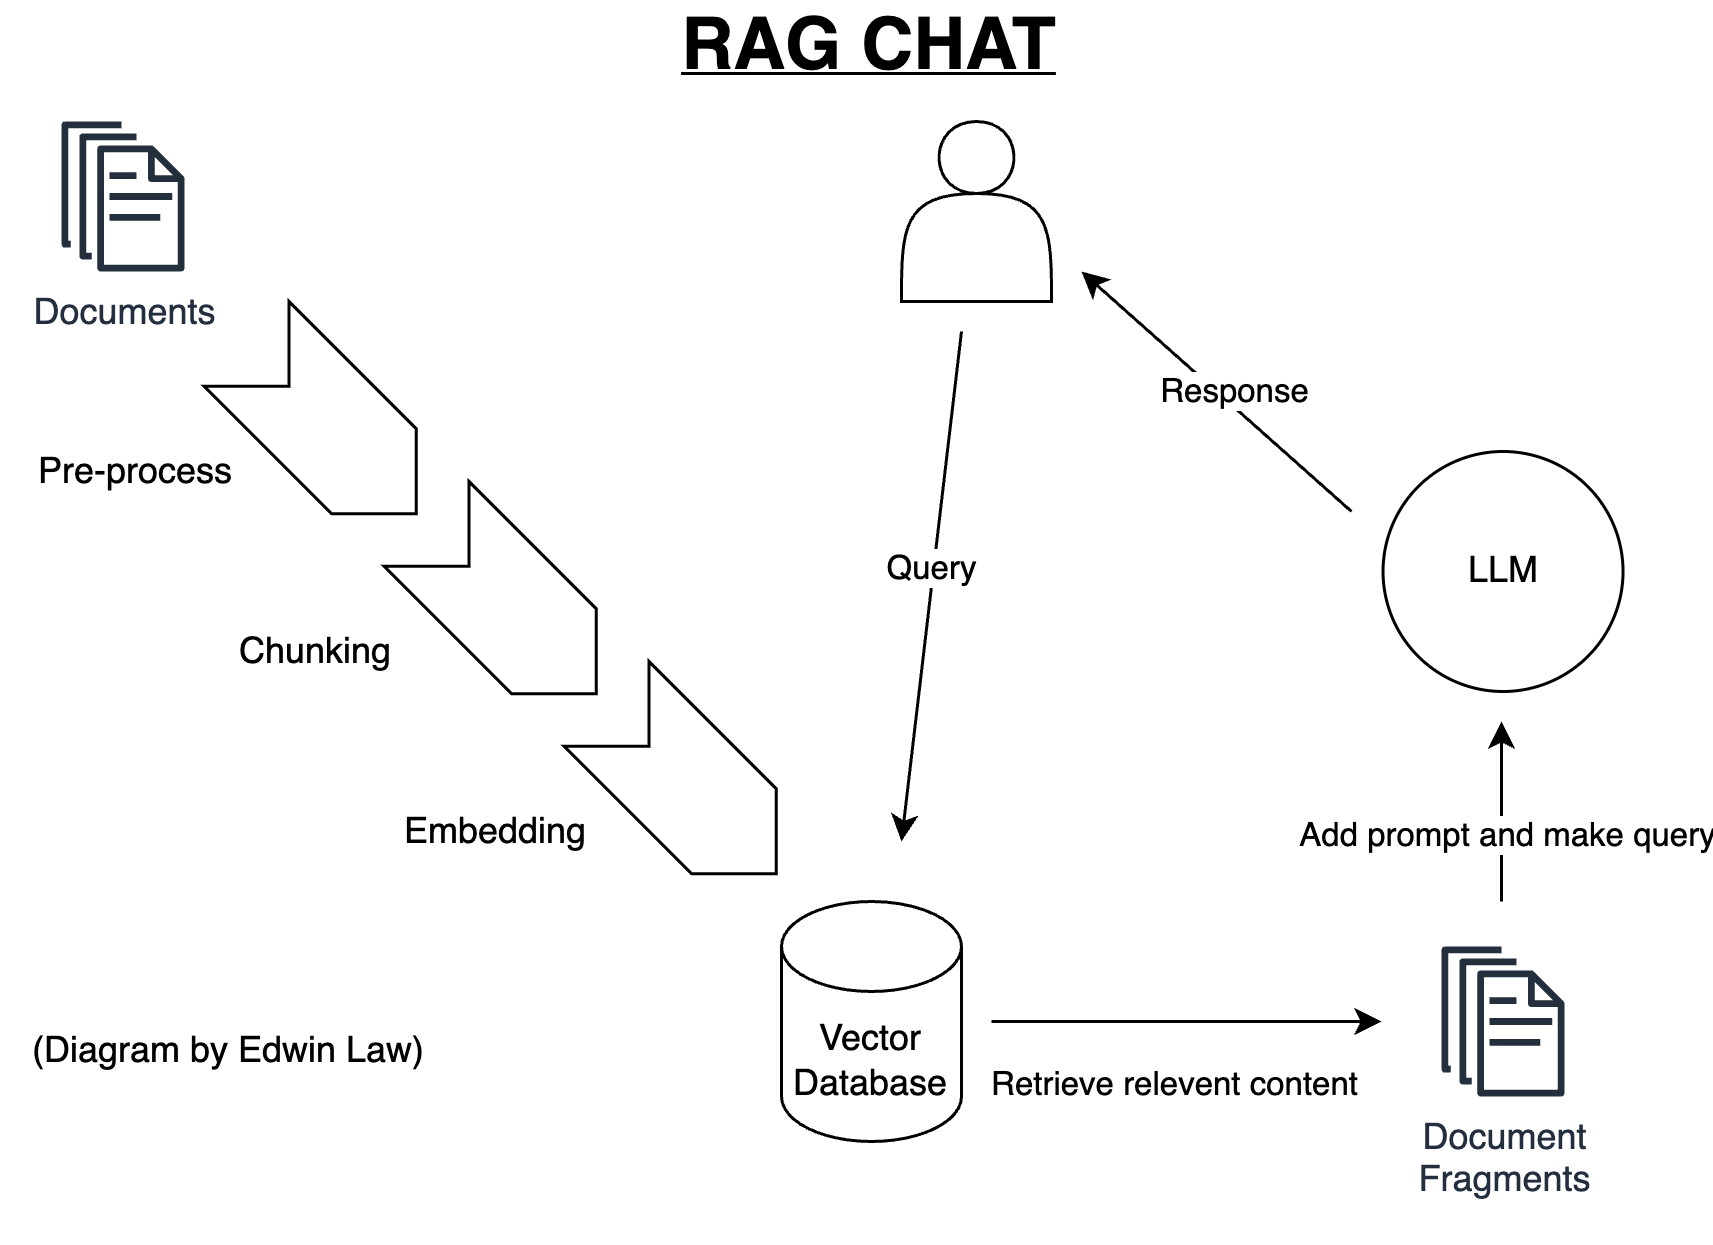 RAG CHAT
Documents
Pre-process
Chunking
Embedding
Query
Response
LLM
Add prompt and make query
Vector
Database
Retrieve relevent content
Document
Fragments
(Diagram by Edwin Law)